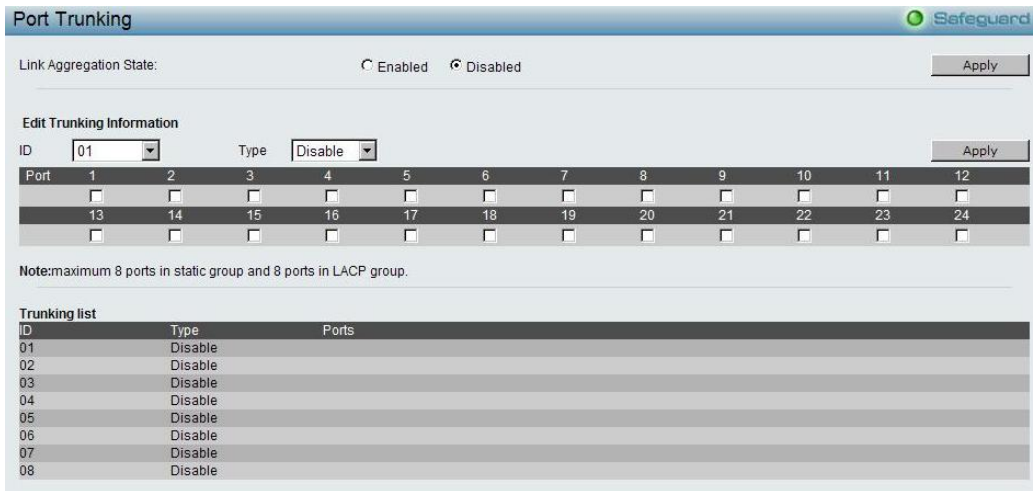 Port Trunking Safeguard
Link Aggregation State: Enabled Disabled Apply
Edit Trunking Information
ID 01 Type Disable Apply
Port 1 2 3 4 5 6 7 8 9 10 11 12
13 14 15 16 17 18 19 20 21 22 23 24
Note:maximum 8 ports in static group and 8 ports in LACP group.
Trunking list
ID Type Ports
01 Disable
02 Disable
03 Disable
04 Disable
05 Disable
06 Disable
07 Disable
08 Disable